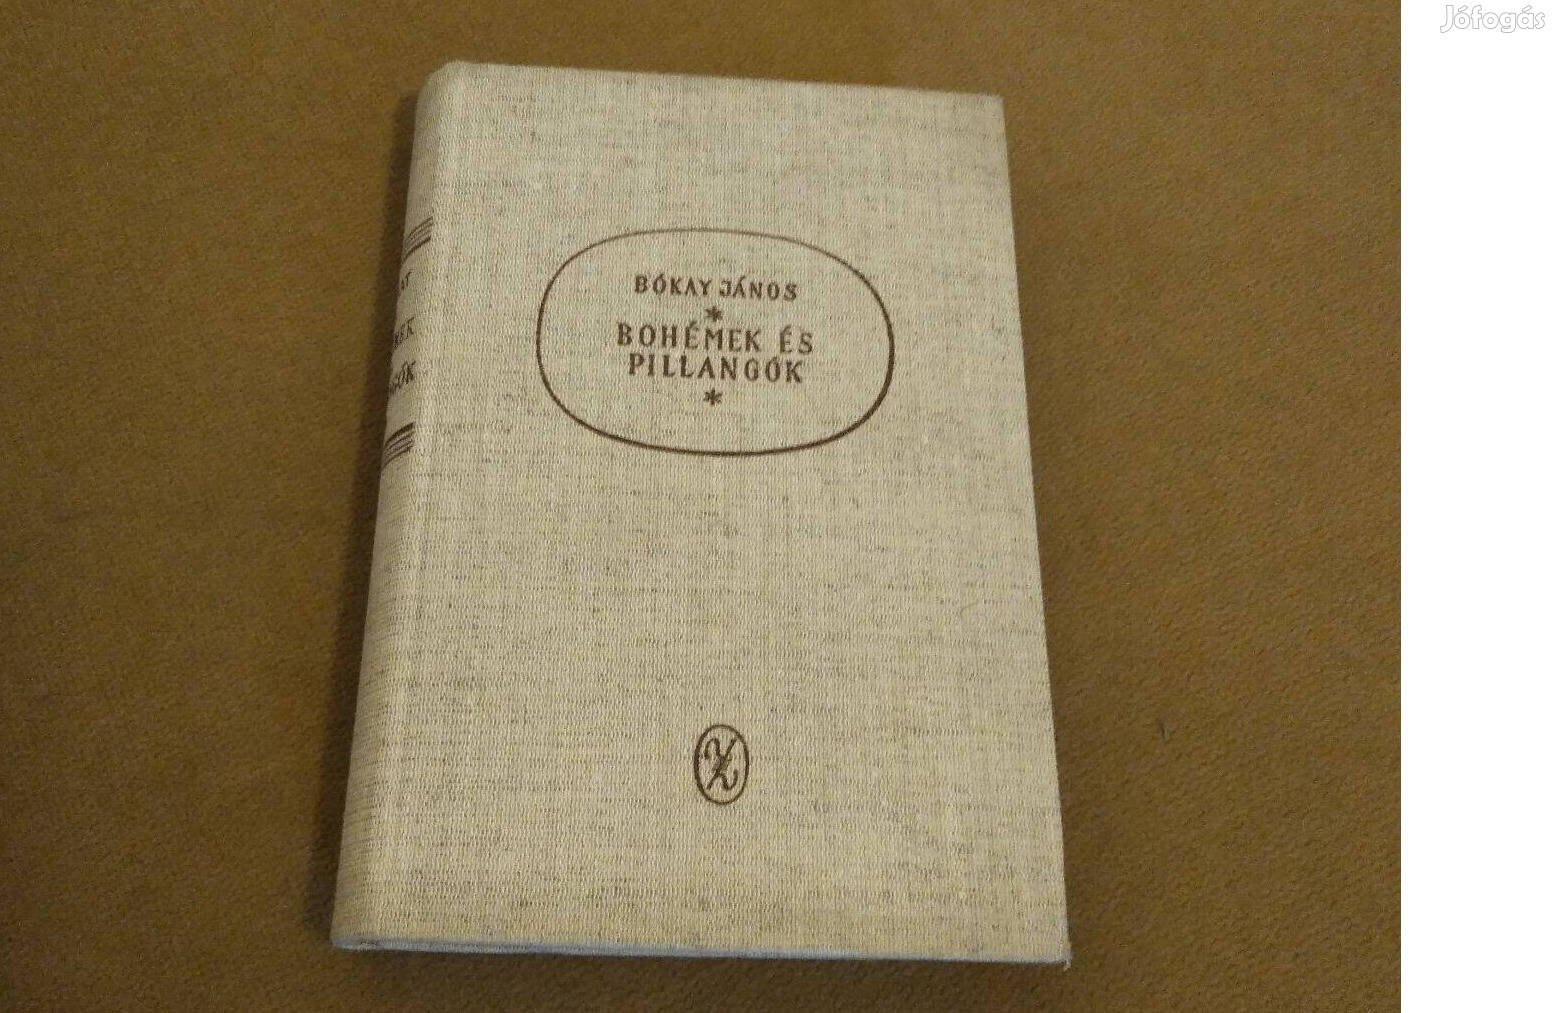 Jófogás
BÓKAY JÁNOS
*
BOHÉMEK ÉS
PILLANGÓK
*